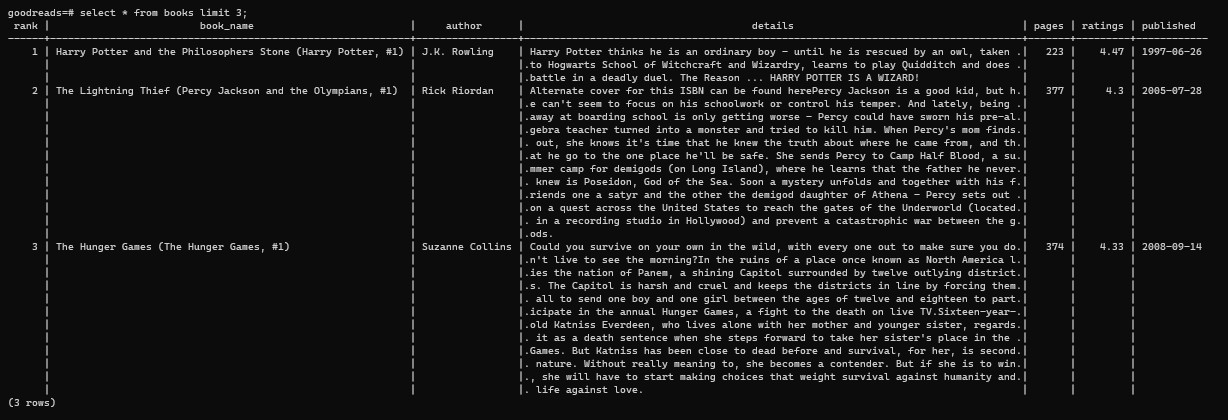 goodreads=# select * from books limit 3;
rank | book_name | author | details | pages | ratings | published
1 | Harry Potter and the Philosophers Stone (Harry Potter, #1) | J.K. Rowling | Harry Potter thinks he is an ordinary boy - until he is rescued by an owl, taken .| 223 | 4.47 | 1997-06-26
|.to Hogwarts School of Witchcraft and Wizardry, learns to play Quidditch and does .|
|.battle in a deadly duel. The Reason ... HARRY POTTER IS A WIZARD! |
2 | The Lightning Thief (Percy Jackson and the Olympians, #1) | Rick Riordan | Alternate cover for this ISBN can be found herePercy Jackson is a good kid, but h.| 377 | 4.3 | 2005-07-28
|.e can't seem to focus on his schoolwork or control his temper. And lately, being .|
|.away at boarding school is only getting worse - Percy could have sworn his pre-al.|
|.gebra teacher turned into a monster and tried to kill him. When Percy's mom finds.|
|. out, she knows it's time that he knew the truth about where he came from, and th.|
|.at he go to the one place he'll be safe. She sends Percy to Camp Half Blood, a su.|
|.mmer camp for demigods (on Long Island), where he learns that the father he never.|
|. knew is Poseidon, God of the Sea. Soon a mystery unfolds and together with his f.|
|.riends one a satyr and the other the demigod daughter of Athena - Percy sets out .|
|.on a quest across the United States to reach the gates of the Underworld (located.|
|. in a recording studio in Hollywood) and prevent a catastrophic war between the g.|
|.ods. |
3 | The Hunger Games (The Hunger Games, #1) | Suzanne Collins | Could you survive on your own in the wild, with every one out to make sure you do.| 374 | 4.33 | 2008-09-14
|.n't live to see the morning?In the ruins of a place once known as North America l.|
|.ies the nation of Panem, a shining Capitol surrounded by twelve outlying district.|
|.s. The Capitol is harsh and cruel and keeps the districts in line by forcing them.|
|. all to send one boy and one girl between the ages of twelve and eighteen to part.|
|.icipate in the annual Hunger Games, a fight to the death on live TV.Sixteen-year-.|
|.old Katniss Everdeen, who lives alone with her mother and younger sister, regards.|
|. it as a death sentence when she steps forward to take her sister's place in the .|
|.Games. But Katniss has been close to dead before and survival, for her, is second.|
|. nature. Without really meaning to, she becomes a contender. But if she is to win.|
|., she will have to start making choices that weight survival against humanity and.|
|. life against love. |
(3 rows)